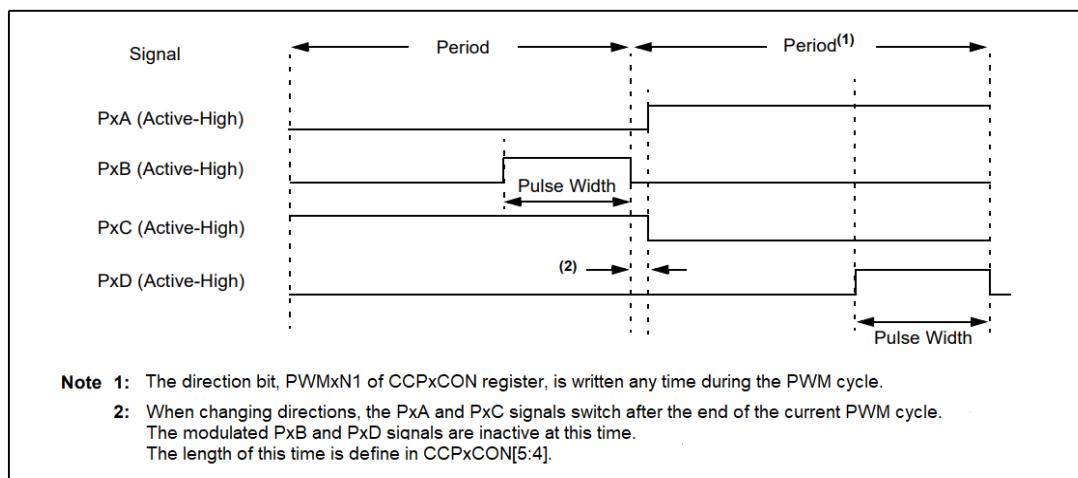 Signal
Period
Period(1)
PxA (Active-High)
PxB (Active-High)
Pulse Width
PxC (Active-High)
(2)
PxD (Active-High)
Pulse Width
Note 1: The direction bit, PWMxN1 of CCPxCON register, is written any time during the PWM cycle.
2: When changing directions, the PxA and PxC signals switch after the end of the current PWM cycle.
The modulated PxB and PxD signals are inactive at this time.
The length of this time is define in CCPxCON[5:4].